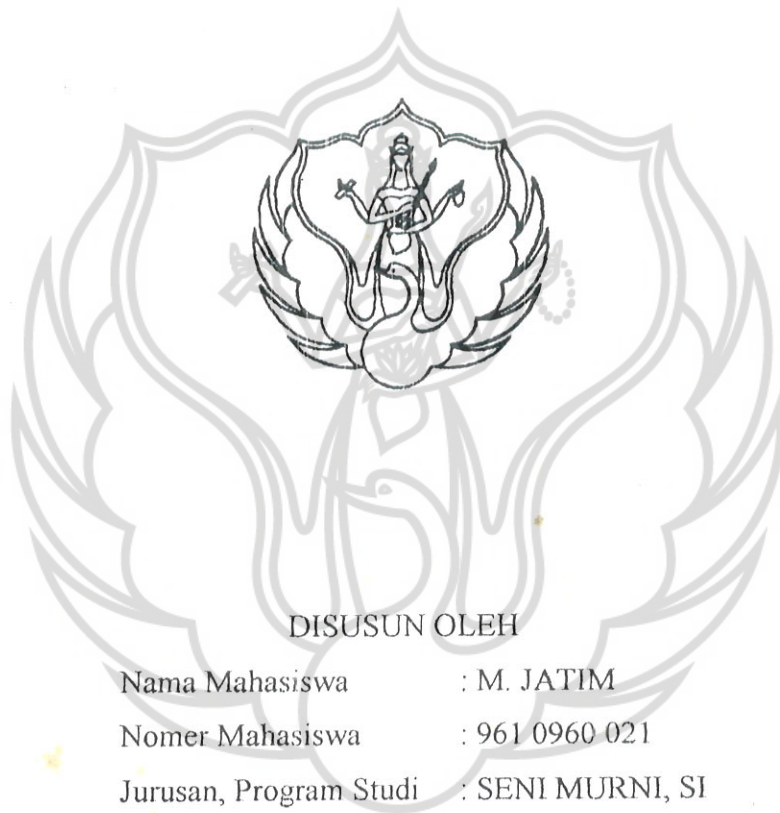 DISUSUN OLEH
Nama Mahasiswa : M. JATIM
Nomer Mahasiswa : 961 0960 021
Jurusan, Program Studi : SENI MURNI, SI